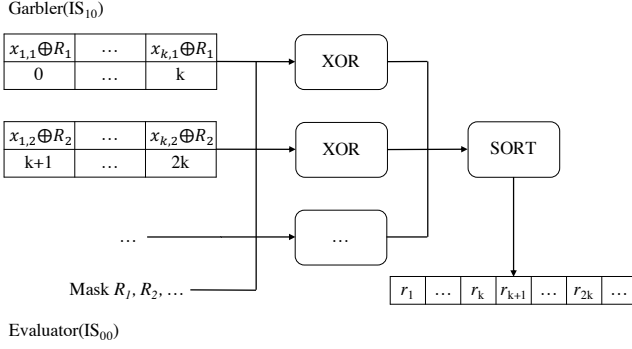 Garbler(IS₁₀)
x₁,₁⊕R₁ … xₖ,₁⊕R₁
0 … k
XOR
x₁,₂⊕R₂ … xₖ,₂⊕R₂
k+1 … 2k
XOR
SORT
…
…
Mask R₁, R₂, …
r₁ … rₖ rₖ₊₁ … r₂ₖ …
Evaluator(IS₀₀)